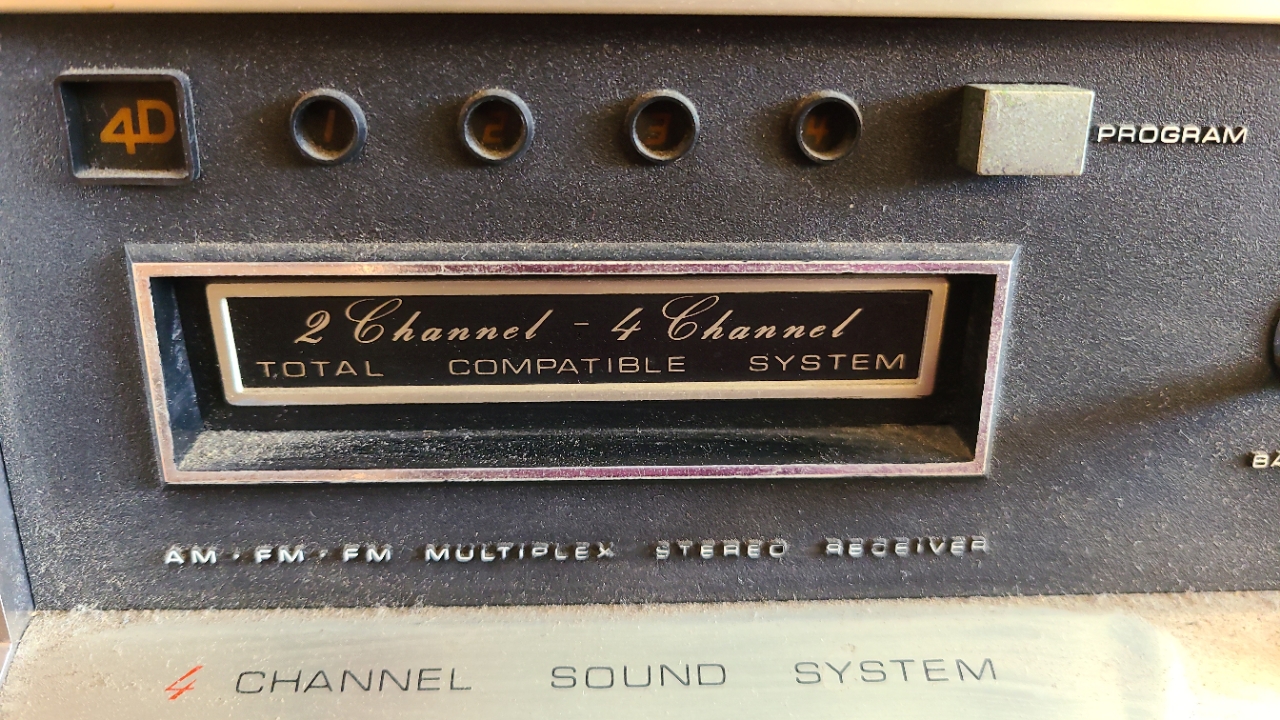 4D 1 2 3 4 PROGRAM
2 Channel - 4 Channel
TOTAL COMPATIBLE SYSTEM
AM · FM · FM MULTIPLEX STEREO RECEIVER
4 CHANNEL SOUND SYSTEM